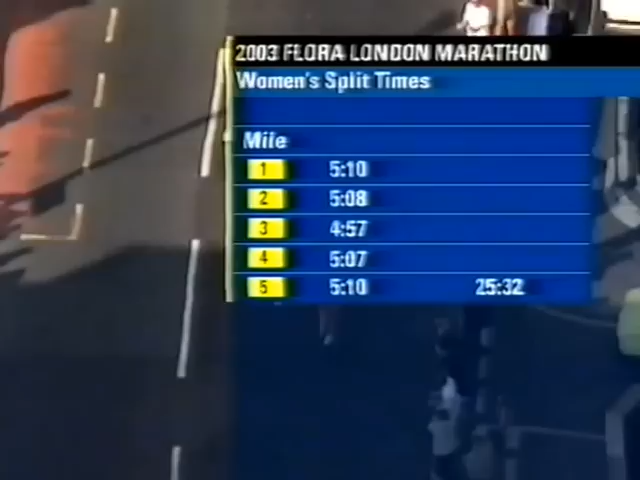 2003 FLORA LONDON MARATHON
Women's Split Times
Mile
1 5:10
2 5:08
3 4:57
4 5:07
5 5:10 25:32